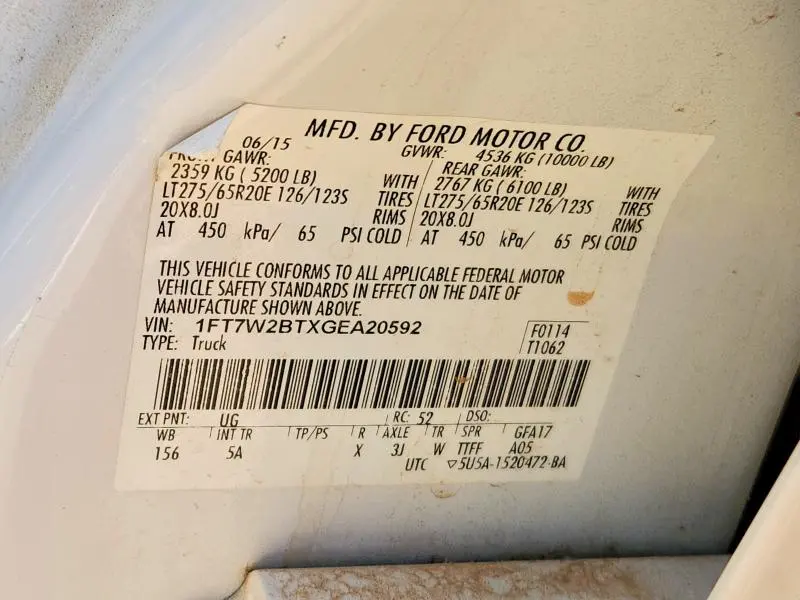 MFD. BY FORD MOTOR CO.
06/15 GVWR: 4536 KG (10000 LB)
FRONT GAWR: REAR GAWR:
2359 KG ( 5200 LB) WITH 2767 KG ( 6100 LB) WITH
LT275/65R20E 126/123S TIRES LT275/65R20E 126/123S TIRES
20X8.0J RIMS 20X8.0J RIMS
AT 450 kPa/ 65 PSI COLD AT 450 kPa/ 65 PSI COLD
THIS VEHICLE CONFORMS TO ALL APPLICABLE FEDERAL MOTOR
VEHICLE SAFETY STANDARDS IN EFFECT ON THE DATE OF
MANUFACTURE SHOWN ABOVE.
VIN: 1FT7W2BTXGEA20592 F0114
TYPE: Truck T1062
EXT PNT: UG RC: 52 DSO:
WB INT TR TP/PS R AXLE TR SPR GFA17
156 5A X 3J W TTFF A05
UTC ▽5U5A-1520472-BA